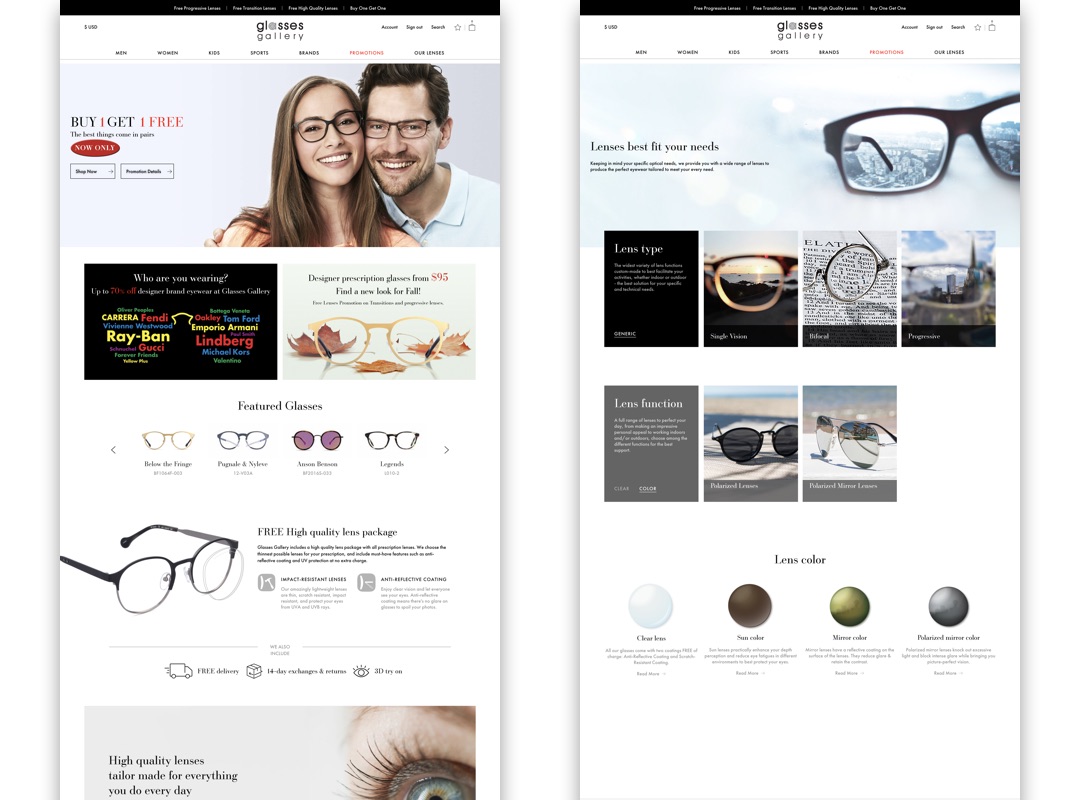 Free Progressive Lenses | Free Transition Lenses | Free High Quality Lenses | Buy One Get One
$ USD
glasses
gallery
Account Sign out Search
MEN WOMEN KIDS SPORTS BRANDS PROMOTIONS OUR LENSES
BUY 1 GET 1 FREE
The best things come in pairs
NOW ONLY
Shop Now → Promotion Details →
Who are you wearing?
Up to 70% off designer brand eyewear at Glasses Gallery
Oliver Peoples
CARRERA Fendi
Vivienne Westwood
Ray-Ban
Schumachel Gucci
Forever Friends
Yellow Plus
Bottega Veneta
Oakley Tom Ford
Emporio Armani
Paul Smith
Lindberg
Michael Kors
Valentino
Designer prescription glasses from $95
Find a new look for Fall!
Free Lenses Promotion on Transitions and progressive lenses.
Featured Glasses
Below the Fringe
BF1064F-002
Pugnale & Nyleve
12-V03A
Anson Benson
BF20165-025
Legends
L010-2
FREE High quality lens package
Glasses Gallery includes a high quality lens package with all prescription lenses. We choose the
thinnest possible lenses for your prescription, and include must-have features such as anti-
reflective coating and UV protection at no extra charge.
IMPACT-RESISTANT LENSES
Our amazingly lightweight lenses
are thin, scratch resistant, impact
resistant, and protect your eyes
from UVA and UVB rays.
ANTI-REFLECTIVE COATING
Enjoy clear vision and let everyone
see your eyes. Anti-reflective
coating means there's no glare on
glasses to spoil your photos.
WE ALSO
INCLUDE
FREE delivery 14-day exchanges & returns 3D try on
High quality lenses
tailor made for everything
you do every day
Free Progressive Lenses | Free Transition Lenses | Free High Quality Lenses | Buy One Get One
$ USD
glasses
gallery
Account Sign out Search
MEN WOMEN KIDS SPORTS BRANDS PROMOTIONS OUR LENSES
Lenses best fit your needs
Keeping in mind your specific optical needs, we provide you with a wide range of lenses to
produce the perfect eyewear tailored to meet your every need.
Lens type
The widest variety of lens functions
custom-made to best facilitate your
activities, whether indoor or outdoor
- the best solution for your specific
and technical needs.
GENERIC
Single Vision
Bifocal
Progressive
Lens function
A full range of lenses to perfect your
day, from making an impressive
personal appeal to working indoors
and/or outdoors, choose among the
different functions for the best
support.
CLEAR COLOR
Polarized Lenses
Polarized Mirror Lenses
Lens color
Clear lens
All our glasses come with two coatings FREE of
charge: Anti-Reflective Coating and Scratch-
Resistant Coating.
Read More →
Sun color
Sun lenses practically enhance your depth
perception and reduce eye fatigues in different
environments to best protect your eyes.
Read More →
Mirror color
Mirror lenses have a reflective coating on the
surface of the lenses. They reduce glare &
retain the contrast.
Read More →
Polarized mirror color
Polarized mirror lenses knock out excessive
light and block intense glare while bringing you
picture-perfect vision.
Read More →